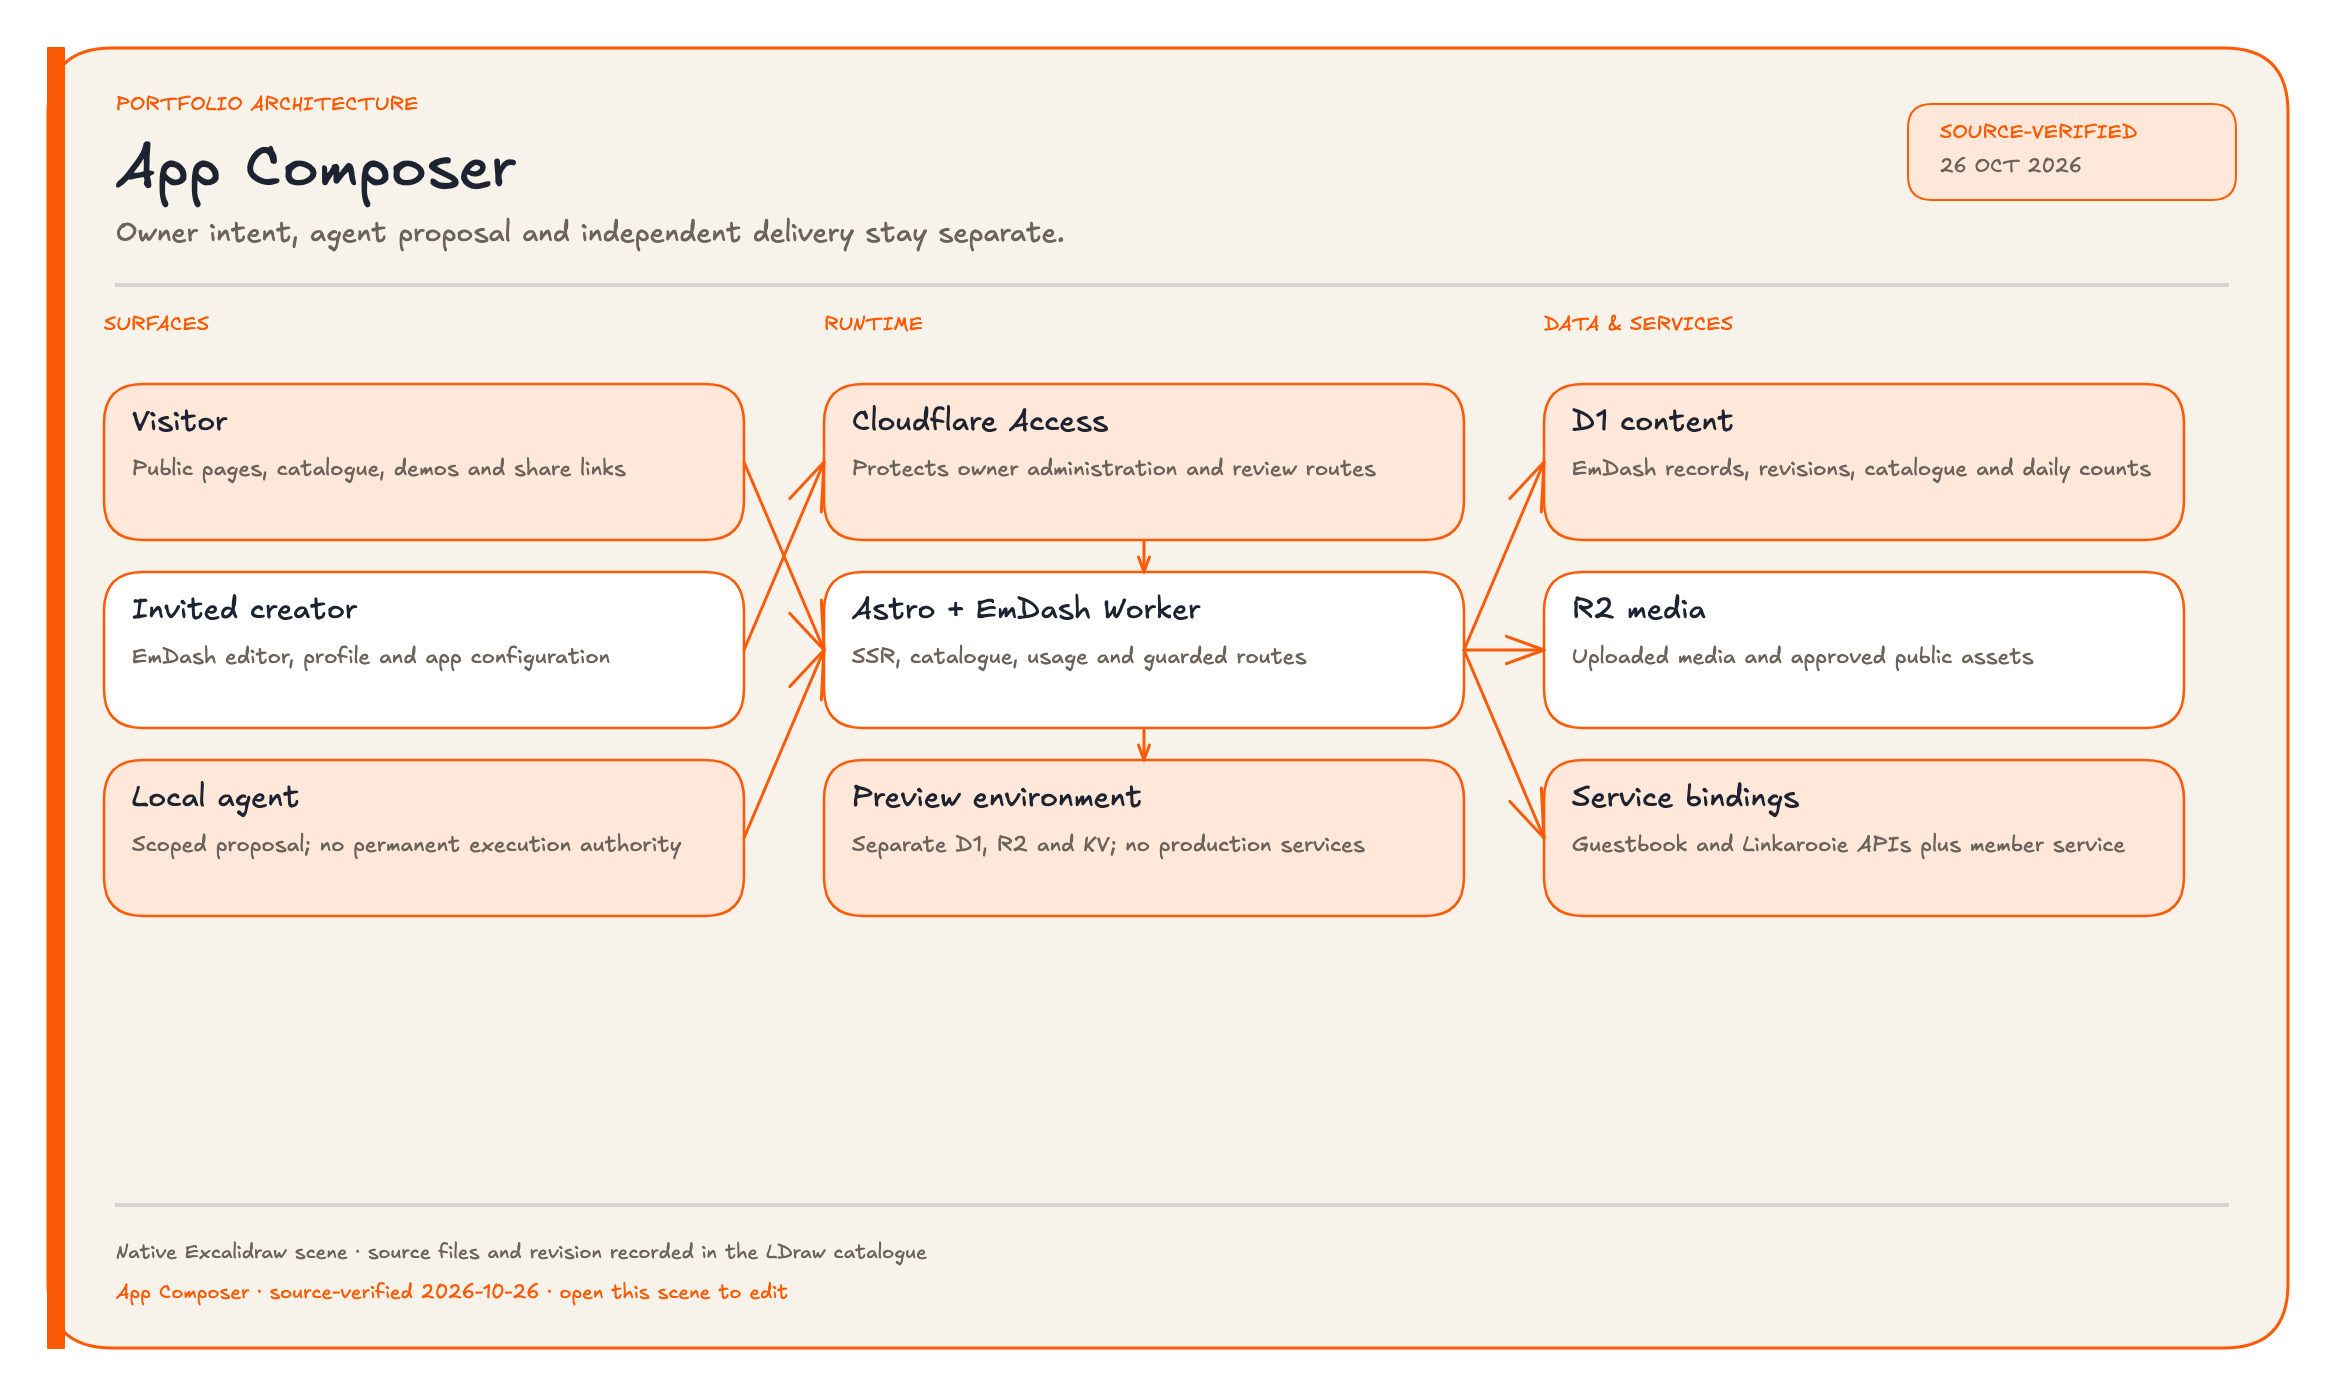 PORTFOLIO ARCHITECTURE
App Composer
Owner intent, agent proposal and independent delivery stay separate.
SOURCE-VERIFIED
26 OCT 2026
SURFACES
RUNTIME
DATA & SERVICES
Visitor
Public pages, catalogue, demos and share links
Cloudflare Access
Protects owner administration and review routes
D1 content
EmDash records, revisions, catalogue and daily counts
Invited creator
EmDash editor, profile and app configuration
Astro + EmDash Worker
SSR, catalogue, usage and guarded routes
R2 media
Uploaded media and approved public assets
Local agent
Scoped proposal; no permanent execution authority
Preview environment
Separate D1, R2 and KV; no production services
Service bindings
Guestbook and Linkarooie APIs plus member service
Native Excalidraw scene · source files and revision recorded in the LDraw catalogue
App Composer · source-verified 2026-10-26 · open this scene to edit